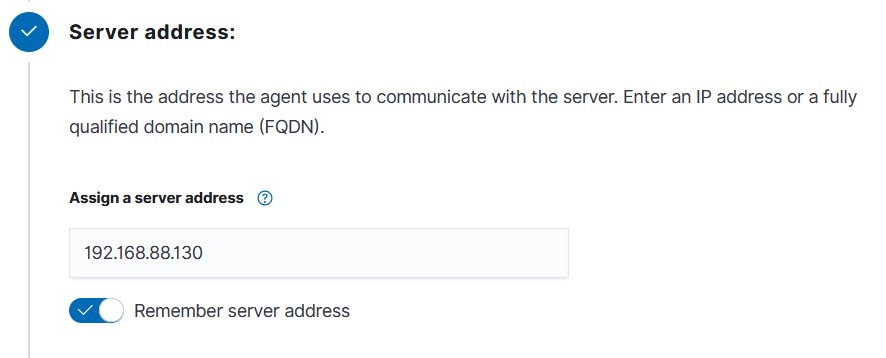 Server address:
This is the address the agent uses to communicate with the server. Enter an IP address or a fully
qualified domain name (FQDN).
Assign a server address ?
192.168.88.130
Remember server address